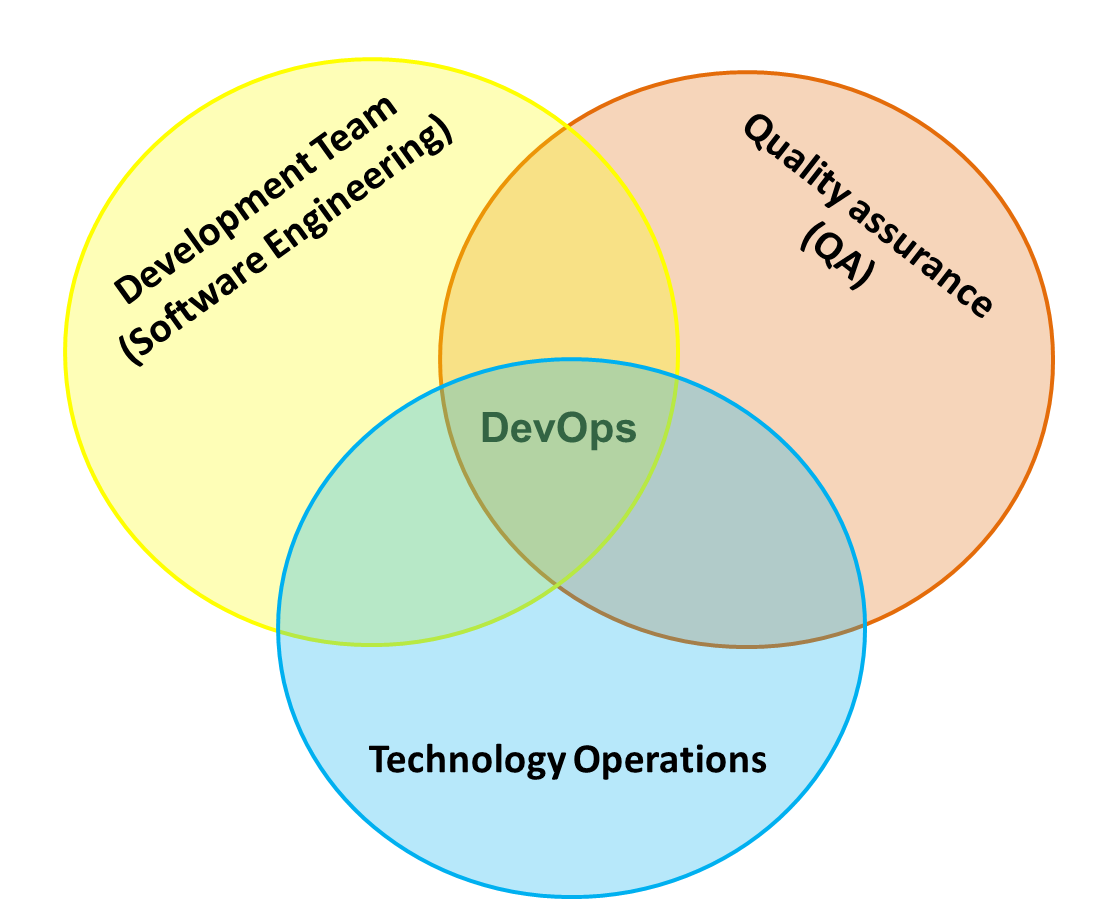 Development Team
(Software Engineering)
Quality assurance
(QA)
DevOps
Technology Operations